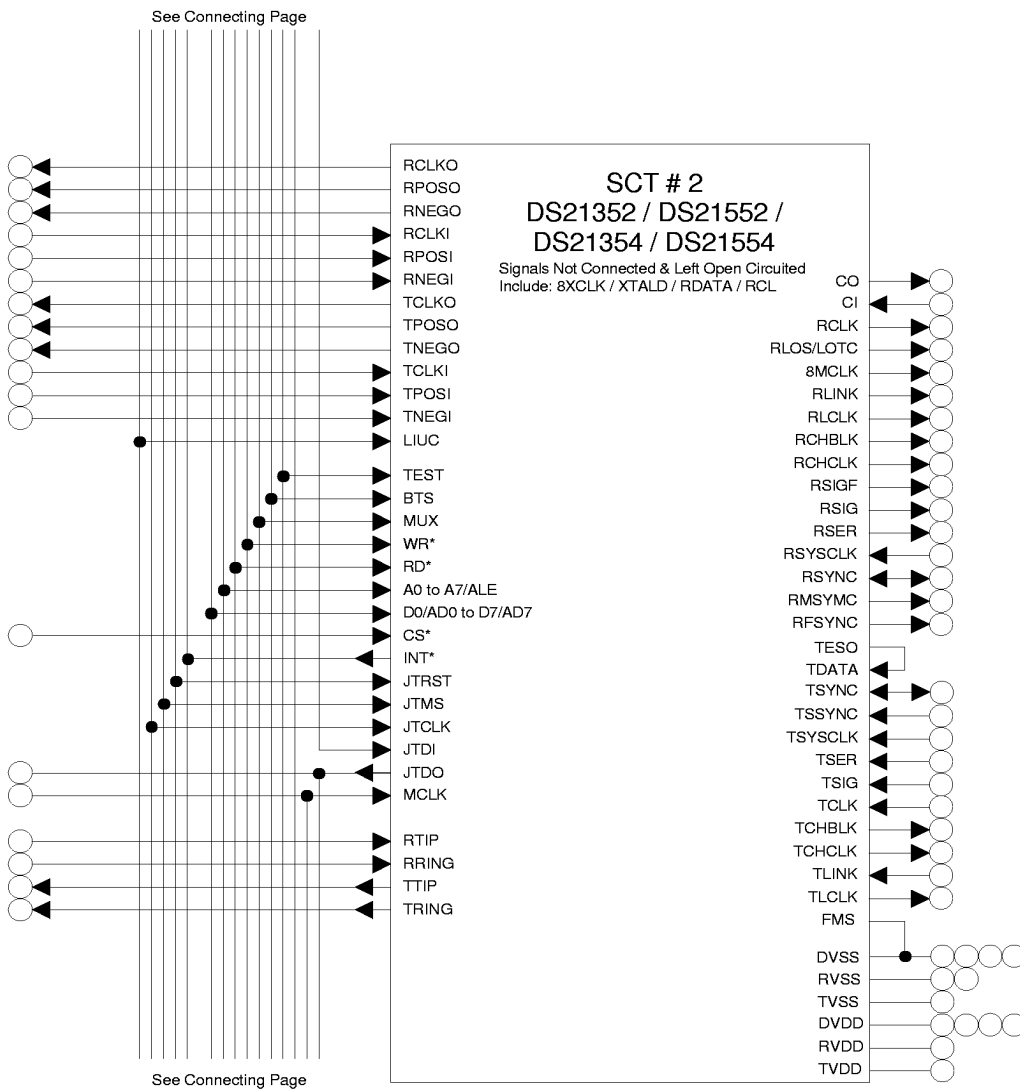 See Connecting Page
SCT # 2
DS21352 / DS21552 /
DS21354 / DS21554
Signals Not Connected & Left Open Circuited
Include: 8XCLK / XTALD / RDATA / RCL
RCLKO
RPOSO
RNEGO
RCLKI
RPOSI
RNEGI
TCLKO
TPOSO
TNEGO
TCLKI
TPOSI
TNEGI
LIUC
TEST
BTS
MUX
WR*
RD*
A0 to A7/ALE
D0/AD0 to D7/AD7
CS*
INT*
JTRST
JTMS
JTCLK
JTDI
JTDO
MCLK
RTIP
RRING
TTIP
TRING
CO
CI
RCLK
RLOS/LOTC
8MCLK
RLINK
RLCLK
RCHBLK
RCHCLK
RSIGF
RSIG
RSER
RSYSCLK
RSYNC
RMSYMC
RFSYNC
TESO
TDATA
TSYNC
TSSYNC
TSYSCLK
TSER
TSIG
TCLK
TCHBLK
TCHCLK
TLINK
TLCLK
FMS
DVSS
RVSS
TVSS
DVDD
RVDD
TVDD
See Connecting Page